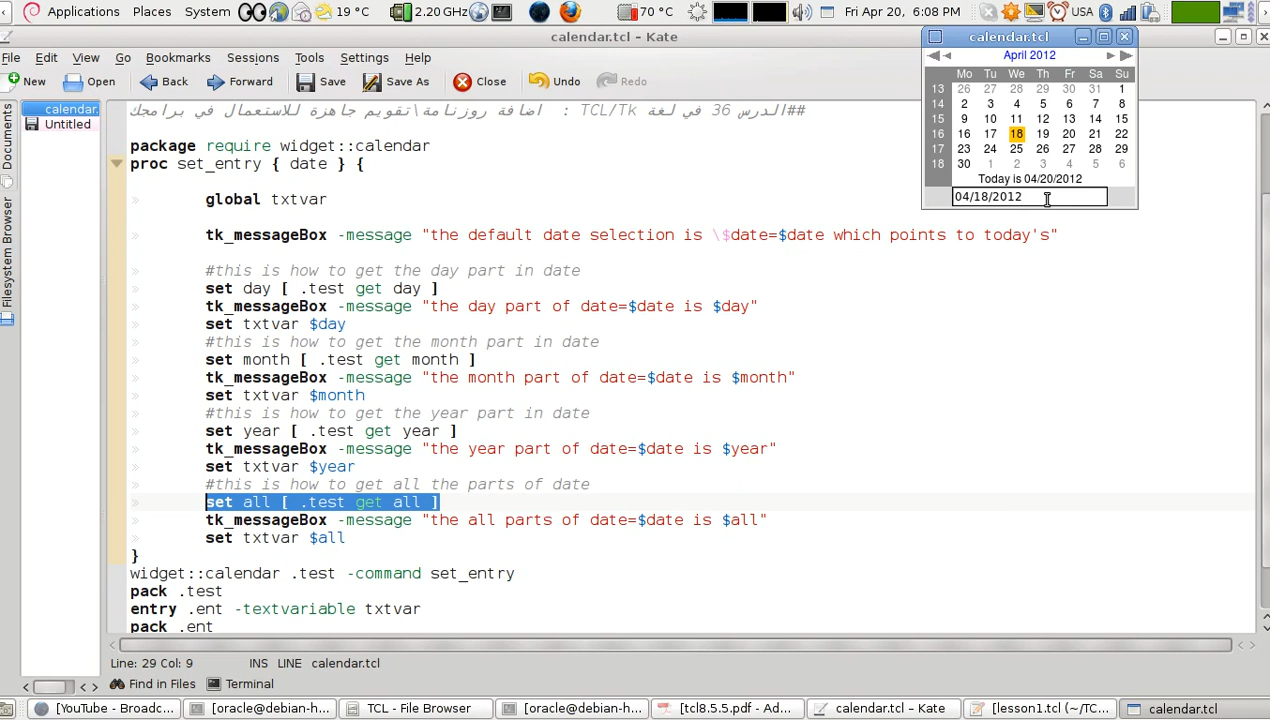 Applications Places System 19 °C 2.20 GHz 70 °C Fri Apr 20, 6:08 PM USA
calendar.tcl - Kate
File Edit View Go Bookmarks Sessions Tools Settings Help
New Open Back Forward Save Save As Close Undo Redo
Documents
Filesystem Browser
calendar.
Untitled
##الدرس 36 في لغة TCL/Tk : اضافة روزنامة\تقويم جاهزة للاستعمال في برامجك
package require widget::calendar
proc set_entry { date } {
global txtvar
tk_messageBox -message "the default date selection is \$date=$date which points to today's"
#this is how to get the day part in date
set day [ .test get day ]
tk_messageBox -message "the day part of date=$date is $day"
set txtvar $day
#this is how to get the month part in date
set month [ .test get month ]
tk_messageBox -message "the month part of date=$date is $month"
set txtvar $month
#this is how to get the year part in date
set year [ .test get year ]
tk_messageBox -message "the year part of date=$date is $year"
set txtvar $year
#this is how to get all the parts of date
set all [ .test get all ]
tk_messageBox -message "the all parts of date=$date is $all"
set txtvar $all
}
widget::calendar .test -command set_entry
pack .test
entry .ent -textvariable txtvar
pack .ent
calendar.tcl
April 2012
Mo Tu We Th Fr Sa Su
13 26 27 28 29 30 31 1
14 2 3 4 5 6 7 8
15 9 10 11 12 13 14 15
16 16 17 18 19 20 21 22
17 23 24 25 26 27 28 29
18 30 1 2 3 4 5 6
Today is 04/20/2012
04/18/2012
Line: 29 Col: 9 INS LINE calendar.tcl
Find in Files Terminal
[YouTube - Broadc... [oracle@debian-h... TCL - File Browser [oracle@debian-h... [tcl8.5.5.pdf - Ad... calendar.tcl - Kate [lesson1.tcl (~/TC... calendar.tcl